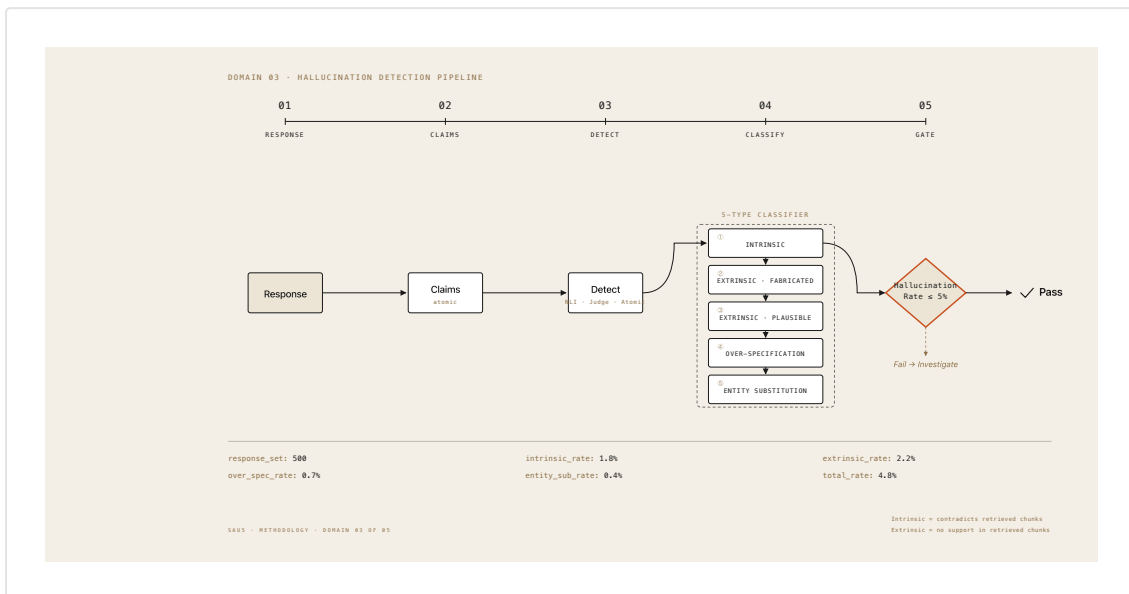 DOMAIN 03 · HALLUCINATION DETECTION PIPELINE
01 02 03 04 05
RESPONSE CLAIMS DETECT CLASSIFY GATE
5-TYPE CLASSIFIER
Response
Claims
atomic
Detect
NLI · Judge · Atomic
①
INTRINSIC
②
EXTRINSIC · FABRICATED
③
EXTRINSIC · PLAUSIBLE
④
OVER-SPECIFICATION
⑤
ENTITY SUBSTITUTION
Hallucination
Rate ≤ 5%
Pass
Fail → Investigate
response_set: 500 intrinsic_rate: 1.8% extrinsic_rate: 2.2%
over_spec_rate: 0.7% entity_sub_rate: 0.4% total_rate: 4.8%
Intrinsic = contradicts retrieved chunks
Extrinsic = no support in retrieved chunks
SAUS · METHODOLOGY · DOMAIN 03 OF 05